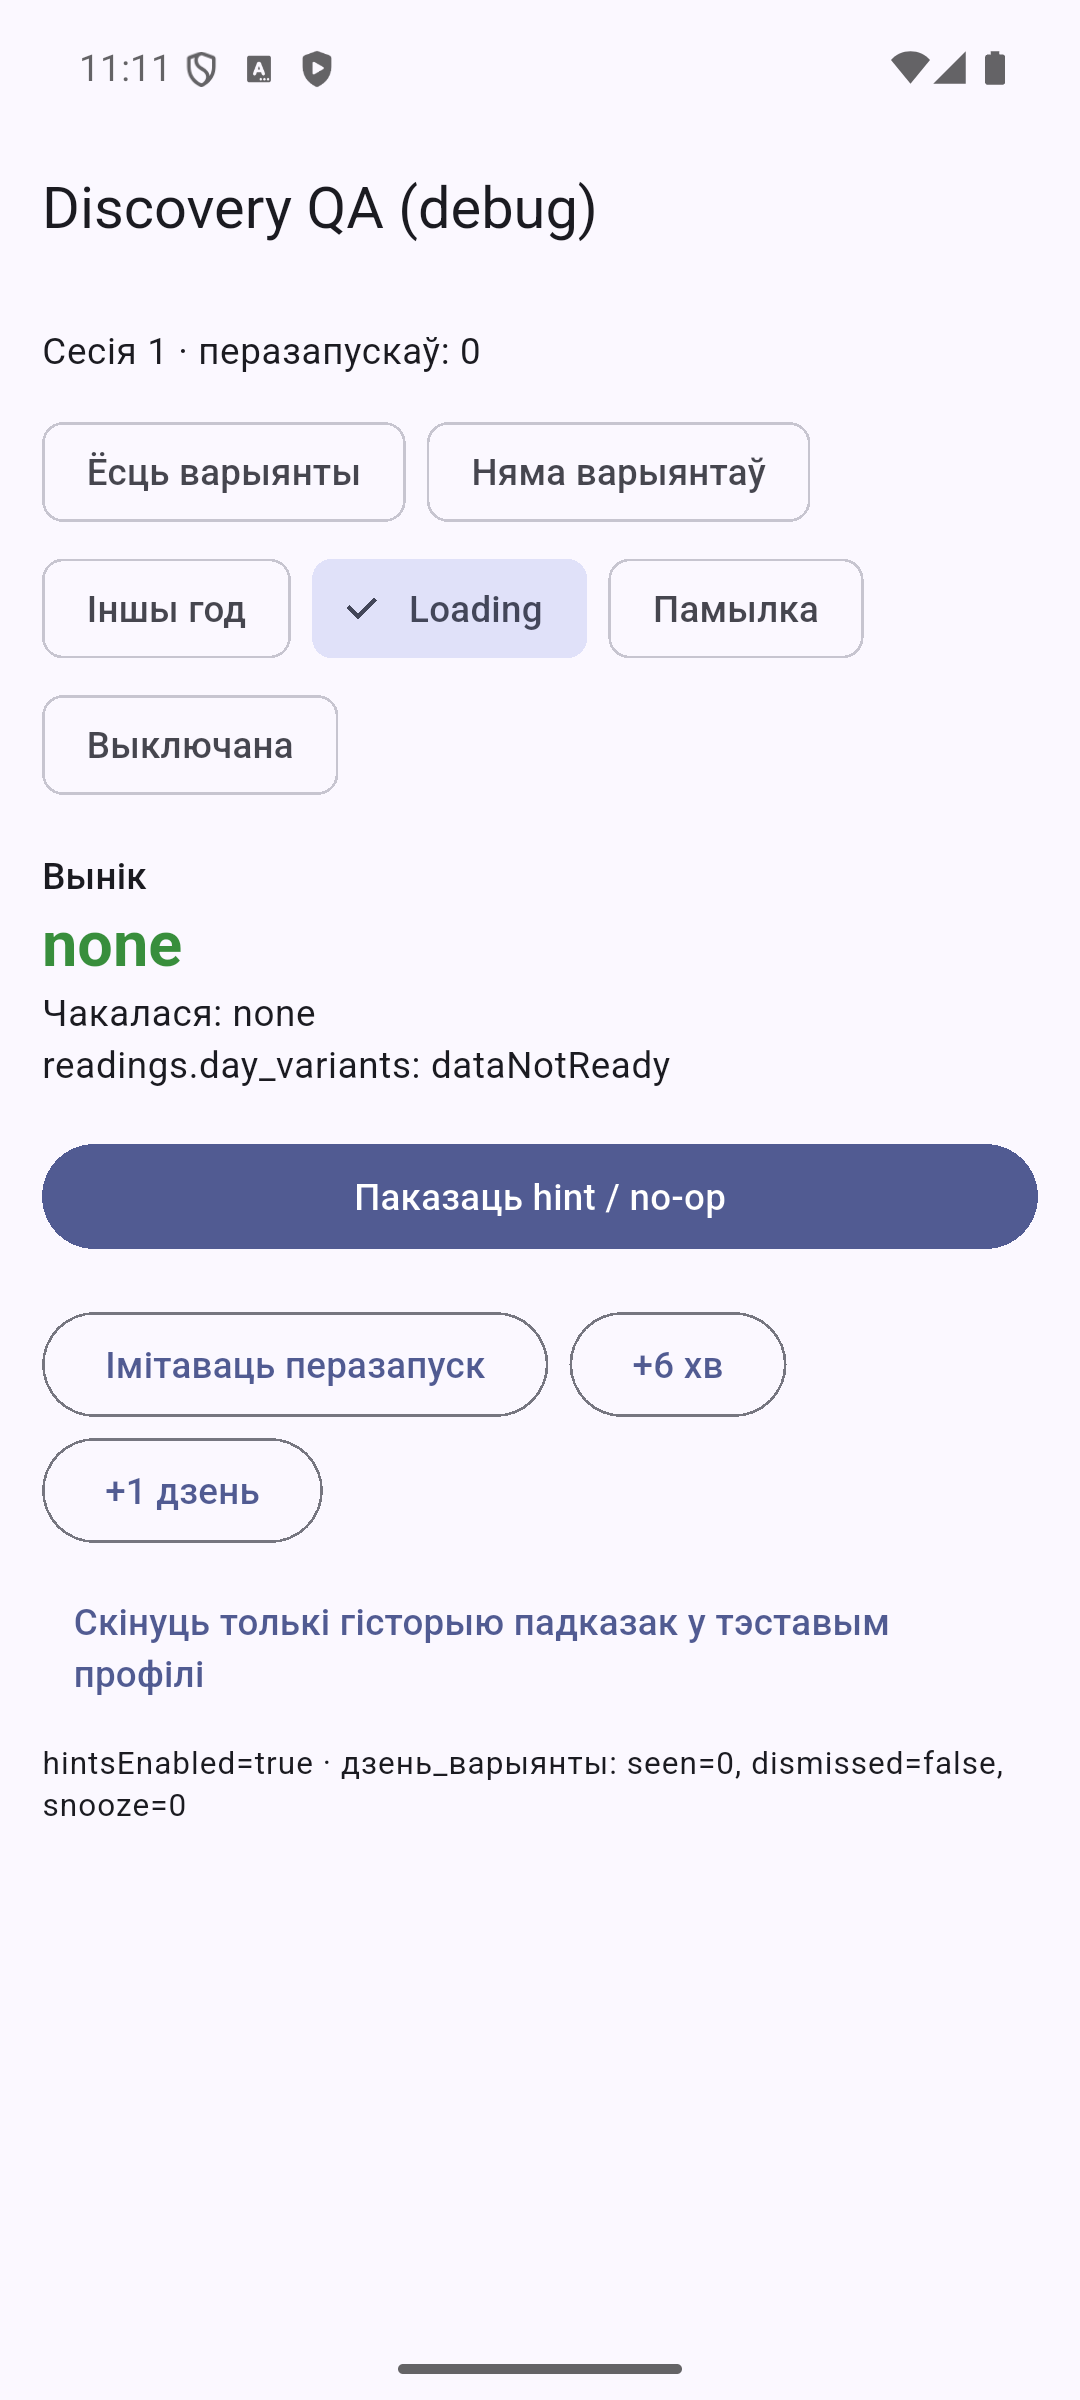 11:11
Discovery QA (debug)
Сесія 1 · перазапускаў: 0
Ёсць варыянты Няма варыянтаў
Іншы год Loading Памылка
Выключана
Вынік
none
Чакалася: none
readings.day_variants: dataNotReady
Паказаць hint / no-op
Імітаваць перазапуск +6 хв
+1 дзень
Скінуць толькі гісторыю падказак у тэставым
профілі
hintsEnabled=true · дзень_варыянты: seen=0, dismissed=false,
snooze=0